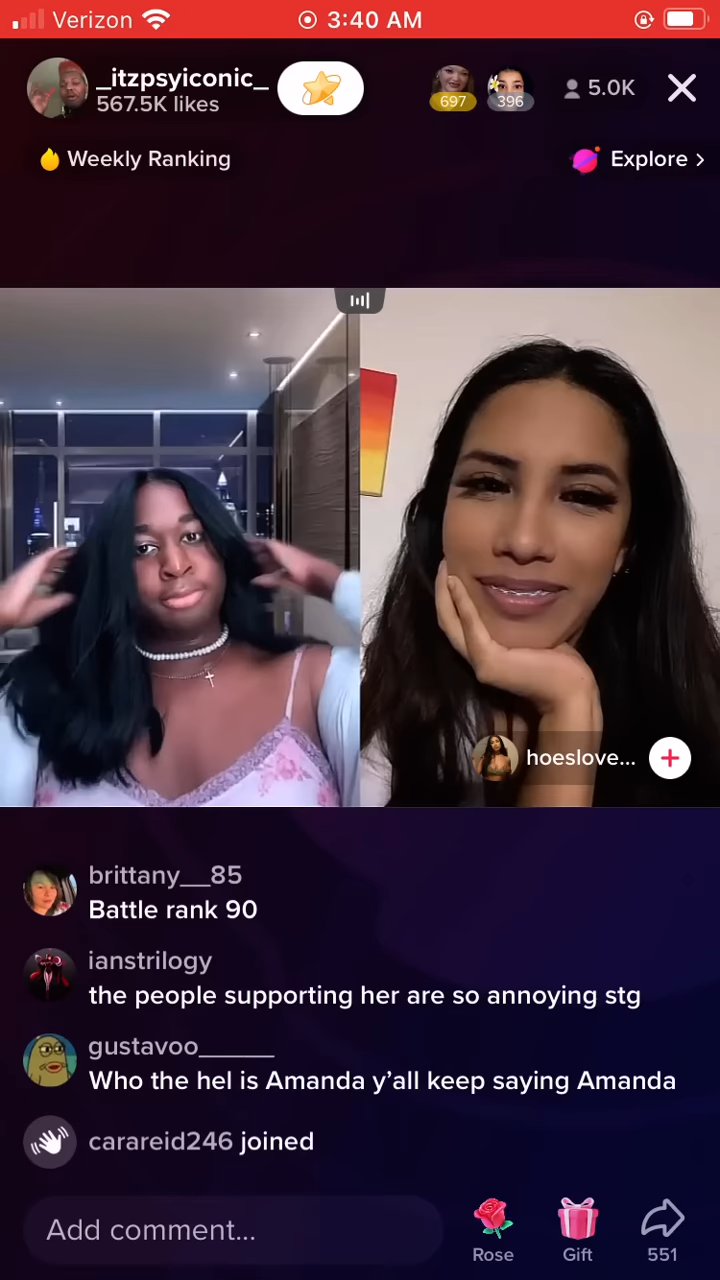 Verizon 3:40 AM
_itzpsyiconic_
567.5K likes
697
396
5.0K
Weekly Ranking
Explore >
hoeslove...
brittany__85
Battle rank 90
ianstrilogy
the people supporting her are so annoying stg
gustavoo_____
Who the hel is Amanda y'all keep saying Amanda
carareid246 joined
Add comment...
Rose
Gift
551